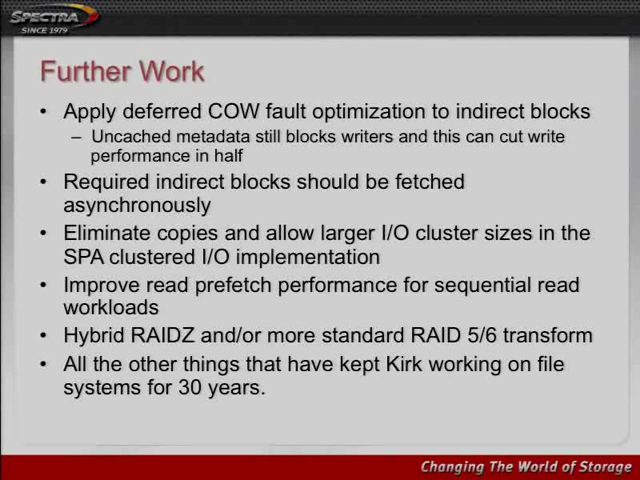 SPECTRA
SINCE 1979
Further Work
• Apply deferred COW fault optimization to indirect blocks
– Uncached metadata still blocks writers and this can cut write
performance in half
• Required indirect blocks should be fetched
asynchronously
• Eliminate copies and allow larger I/O cluster sizes in the
SPA clustered I/O implementation
• Improve read prefetch performance for sequential read
workloads
• Hybrid RAIDZ and/or more standard RAID 5/6 transform
• All the other things that have kept Kirk working on file
systems for 30 years.
Changing The World of Storage